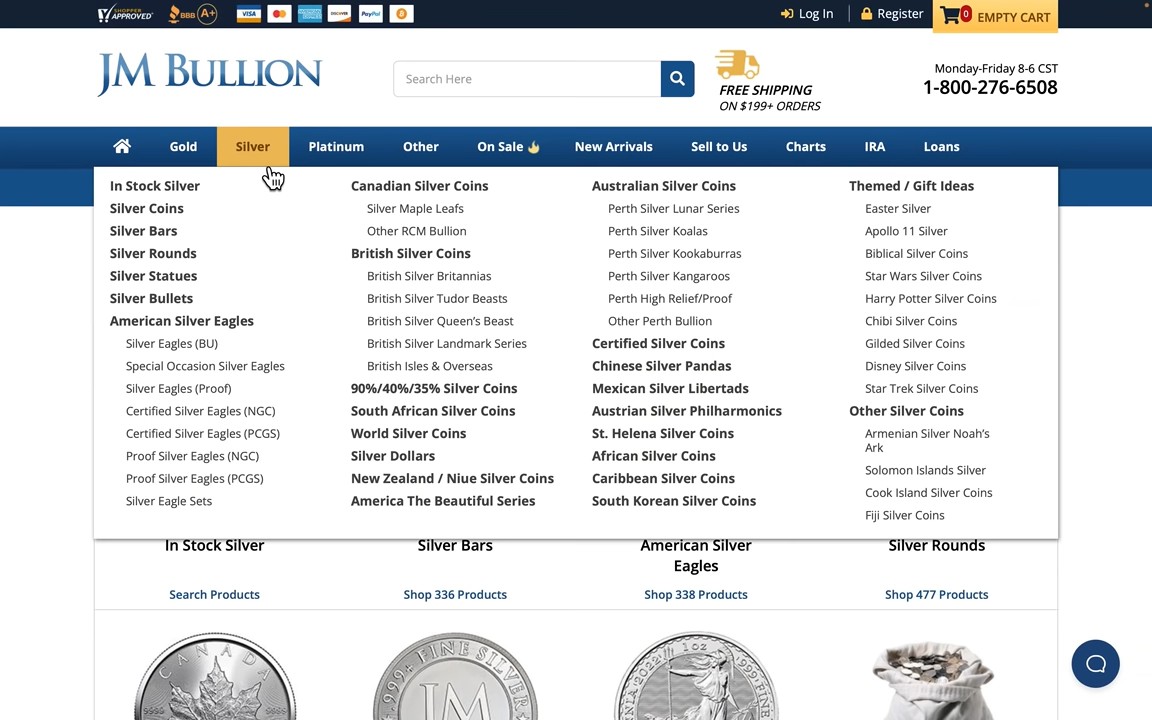 SHOPPER APPROVED
BBB A+
VISA
DISCOVER
PayPal
Log In
Register
0
EMPTY CART
JM BULLION
Search Here
FREE SHIPPING
ON $199+ ORDERS
Monday-Friday 8-6 CST
1-800-276-6508
Gold
Silver
Platinum
Other
On Sale
New Arrivals
Sell to Us
Charts
IRA
Loans
In Stock Silver
Silver Coins
Silver Bars
Silver Rounds
Silver Statues
Silver Bullets
American Silver Eagles
Silver Eagles (BU)
Special Occasion Silver Eagles
Silver Eagles (Proof)
Certified Silver Eagles (NGC)
Certified Silver Eagles (PCGS)
Proof Silver Eagles (NGC)
Proof Silver Eagles (PCGS)
Silver Eagle Sets
Canadian Silver Coins
Silver Maple Leafs
Other RCM Bullion
British Silver Coins
British Silver Britannias
British Silver Tudor Beasts
British Silver Queen's Beast
British Silver Landmark Series
British Isles & Overseas
90%/40%/35% Silver Coins
South African Silver Coins
World Silver Coins
Silver Dollars
New Zealand / Niue Silver Coins
America The Beautiful Series
Australian Silver Coins
Perth Silver Lunar Series
Perth Silver Koalas
Perth Silver Kookaburras
Perth Silver Kangaroos
Perth High Relief/Proof
Other Perth Bullion
Certified Silver Coins
Chinese Silver Pandas
Mexican Silver Libertads
Austrian Silver Philharmonics
St. Helena Silver Coins
African Silver Coins
Caribbean Silver Coins
South Korean Silver Coins
Themed / Gift Ideas
Easter Silver
Apollo 11 Silver
Biblical Silver Coins
Star Wars Silver Coins
Harry Potter Silver Coins
Chibi Silver Coins
Gilded Silver Coins
Disney Silver Coins
Star Trek Silver Coins
Other Silver Coins
Armenian Silver Noah's
Ark
Solomon Islands Silver
Cook Island Silver Coins
Fiji Silver Coins
In Stock Silver
Search Products
Silver Bars
Shop 336 Products
American Silver
Eagles
Shop 338 Products
Silver Rounds
Shop 477 Products
CANADA
999+ FINE SILVER
JM
2022 1oz 999 FINE